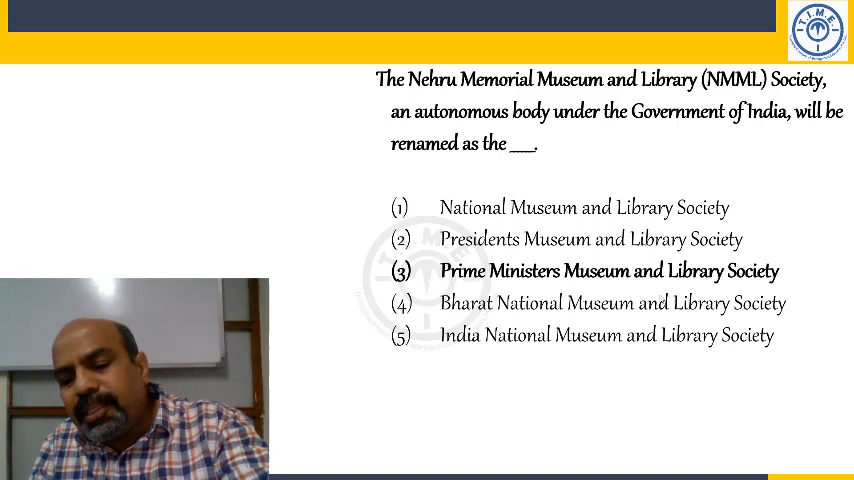 T.I.M.E.
The Nehru Memorial Museum and Library (NMML) Society,
an autonomous body under the Government of India, will be
renamed as the ___.
(1) National Museum and Library Society
(2) Presidents Museum and Library Society
(3) Prime Ministers Museum and Library Society
(4) Bharat National Museum and Library Society
(5) India National Museum and Library Society